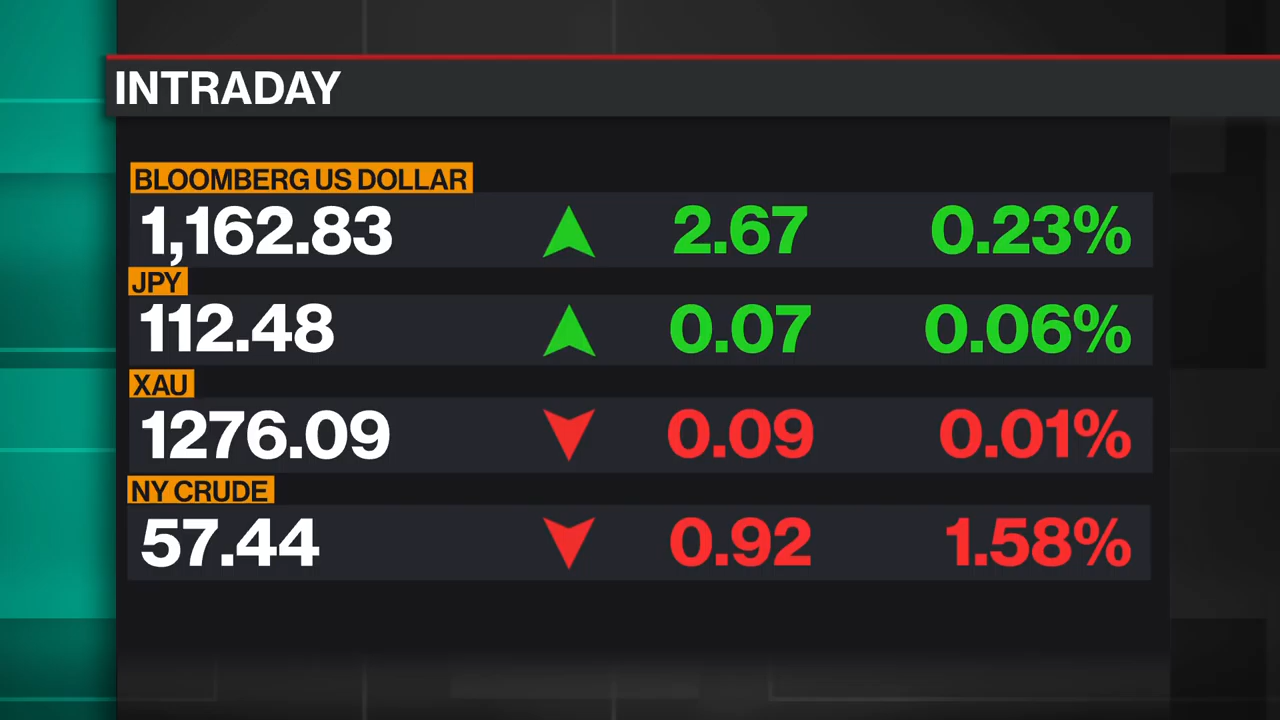 INTRADAY
BLOOMBERG US DOLLAR
1,162.83 2.67 0.23%
JPY
112.48 0.07 0.06%
XAU
1276.09 0.09 0.01%
NY CRUDE
57.44 0.92 1.58%